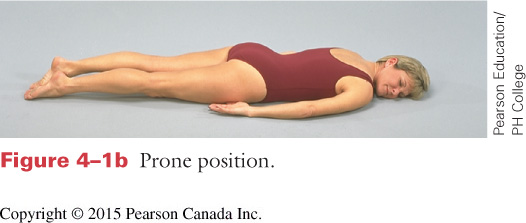 Pearson Education/
PH College
Figure 4–1b Prone position.
Copyright © 2015 Pearson Canada Inc.